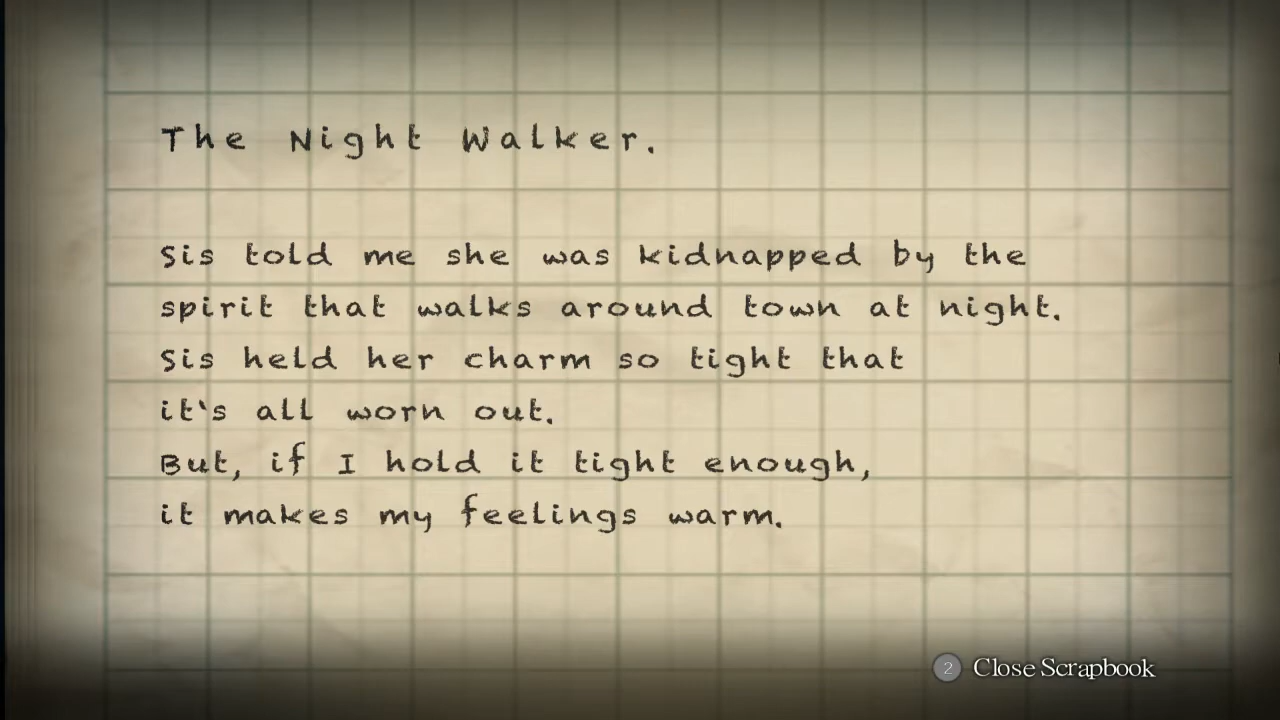 The Night Walker.
Sis told me she was kidnapped by the
spirit that walks around town at night.
Sis held her charm so tight that
it's all worn out.
But, if I hold it tight enough,
it makes my feelings warm.
2 Close Scrapbook